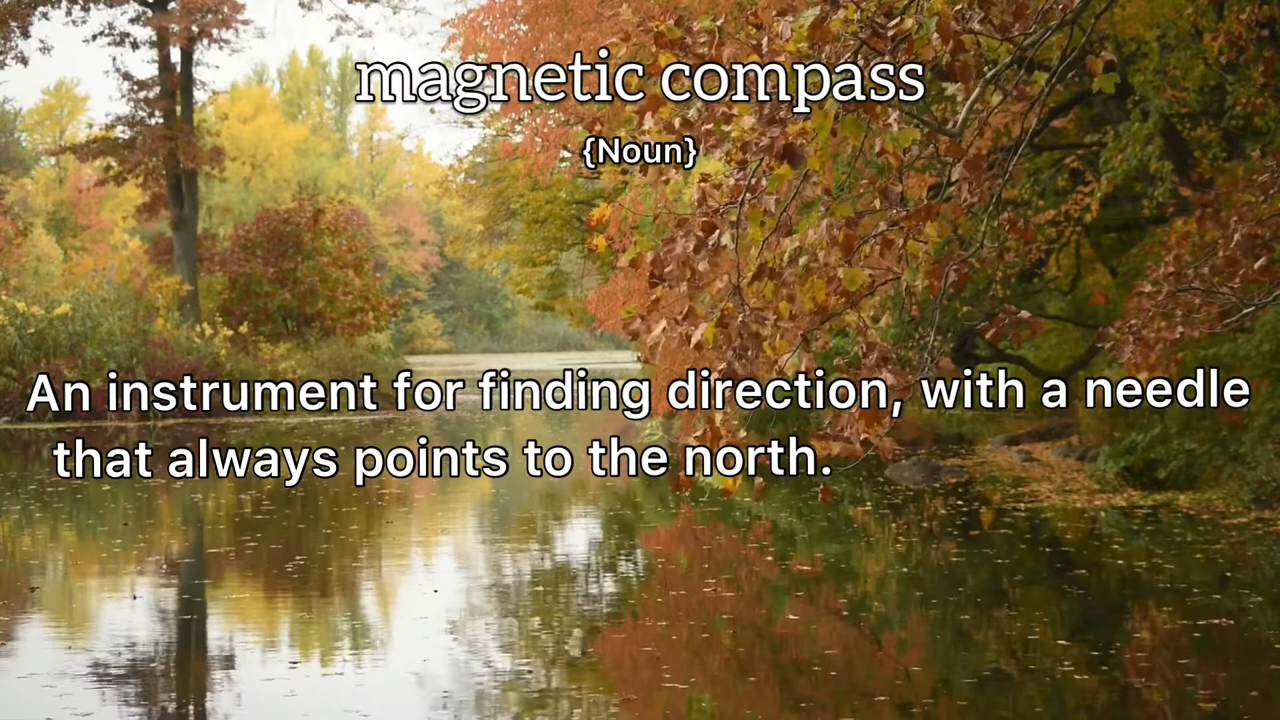 magnetic compass
{Noun}
An instrument for finding direction, with a needle
that always points to the north.